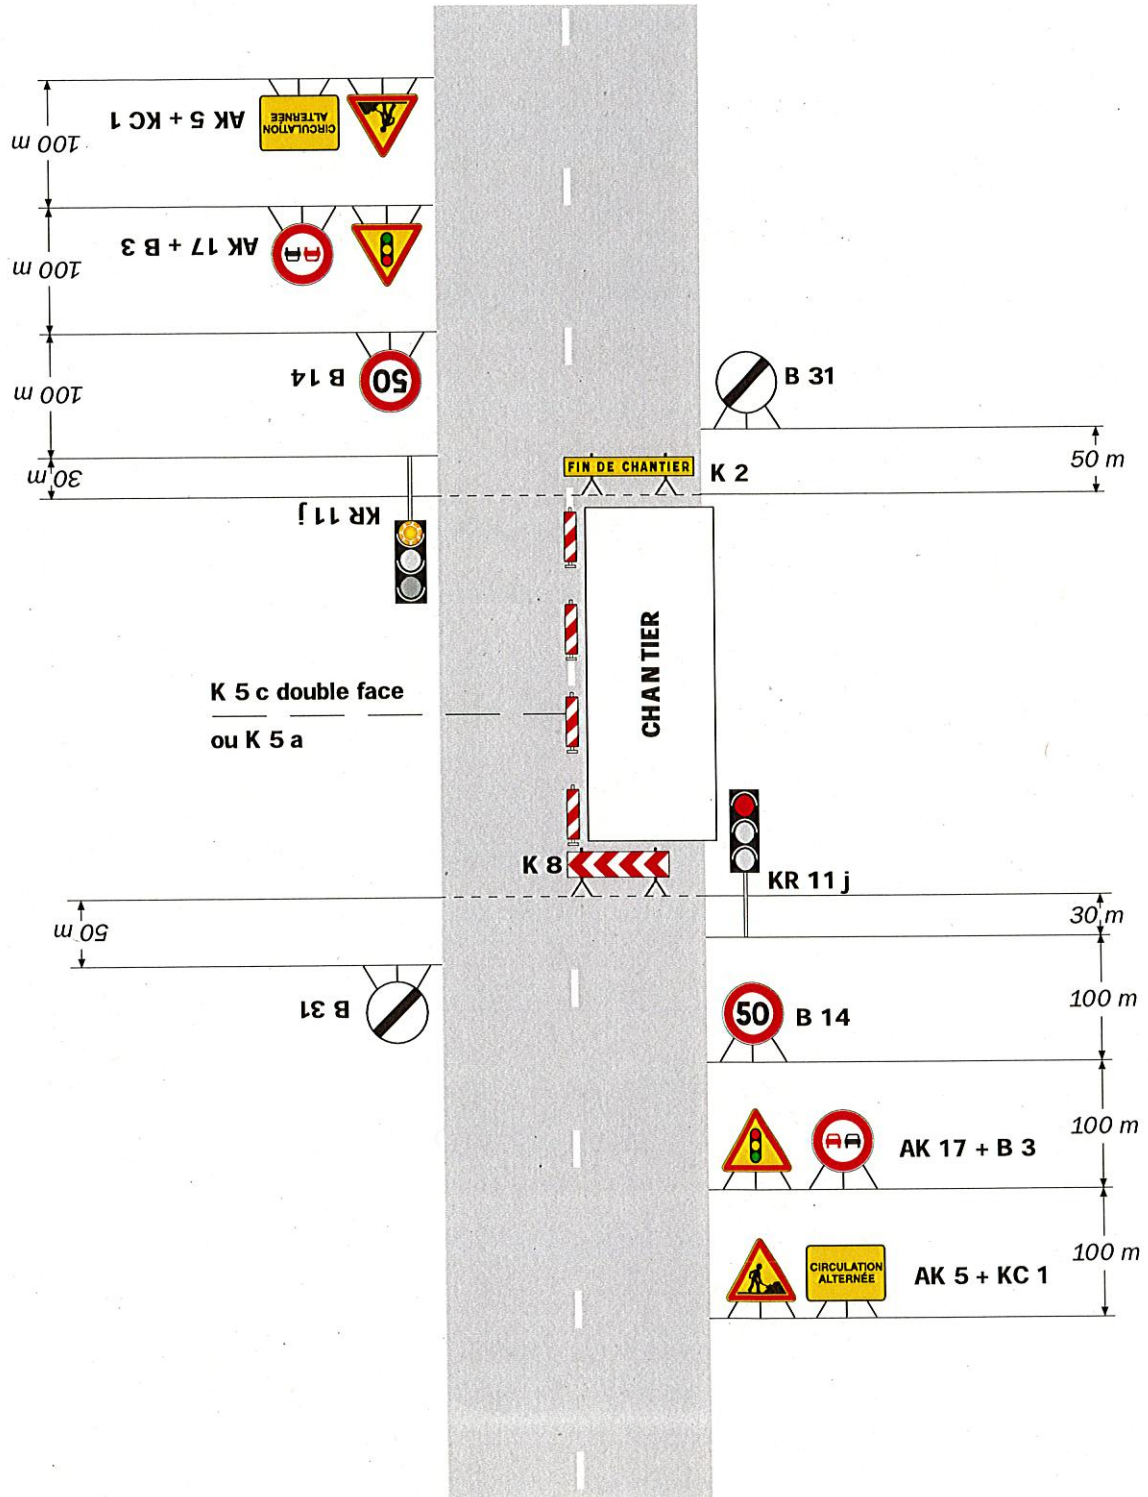 AK 5 + KC 1
CIRCULATION
ALTERNÉE
100 m
AK 17 + B 3
100 m
B 14
50
100 m
B 31
30 m
50 m
FIN DE CHANTIER
K 2
KR 11 j
CHANTIER
K 5 c double face
ou K 5 a
K 8
KR 11 j
30 m
50 m
B 31
50
B 14
100 m
AK 17 + B 3
100 m
CIRCULATION
ALTERNÉE
AK 5 + KC 1
100 m